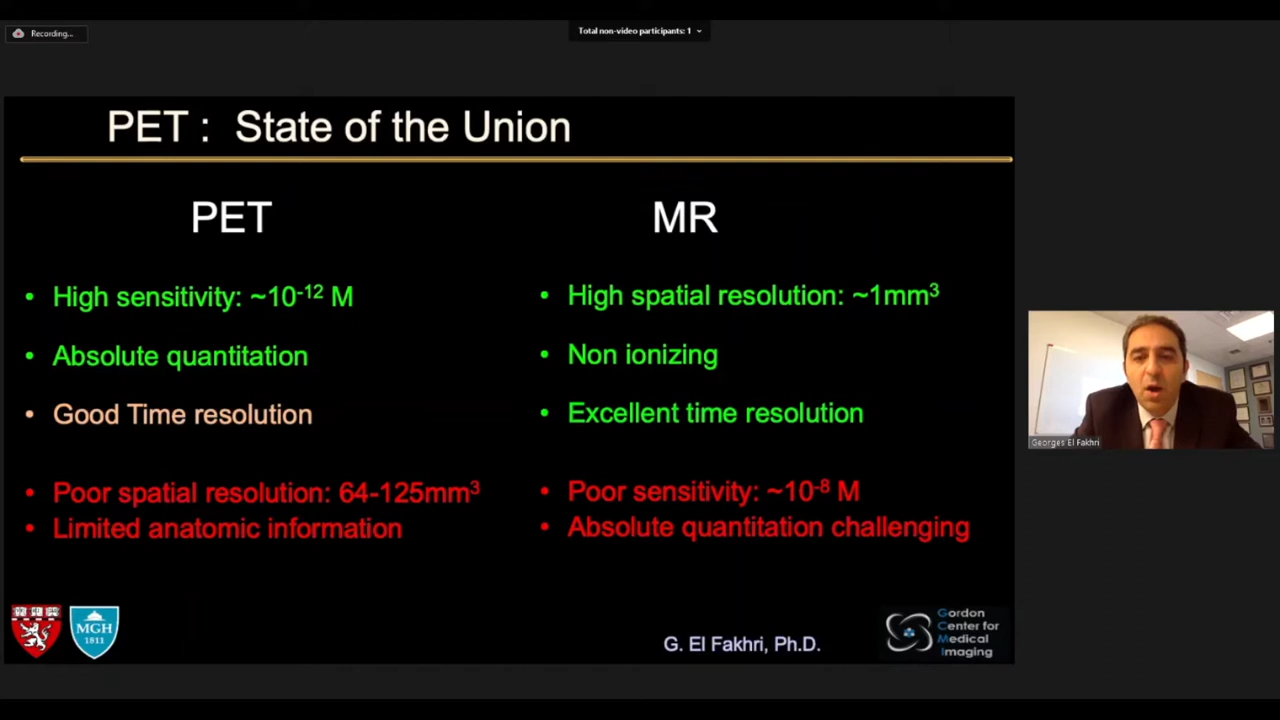 Recording...
Total non-video participants: 1
PET : State of the Union
PET
• High sensitivity: ~10⁻¹² M
• Absolute quantitation
• Good Time resolution
• Poor spatial resolution: 64-125mm³
• Limited anatomic information
MR
• High spatial resolution: ~1mm³
• Non ionizing
• Excellent time resolution
• Poor sensitivity: ~10⁻⁸ M
• Absolute quantitation challenging
MGH
1811
G. El Fakhri, Ph.D.
Gordon
Center for
Medical
Imaging
Georges El Fakhri